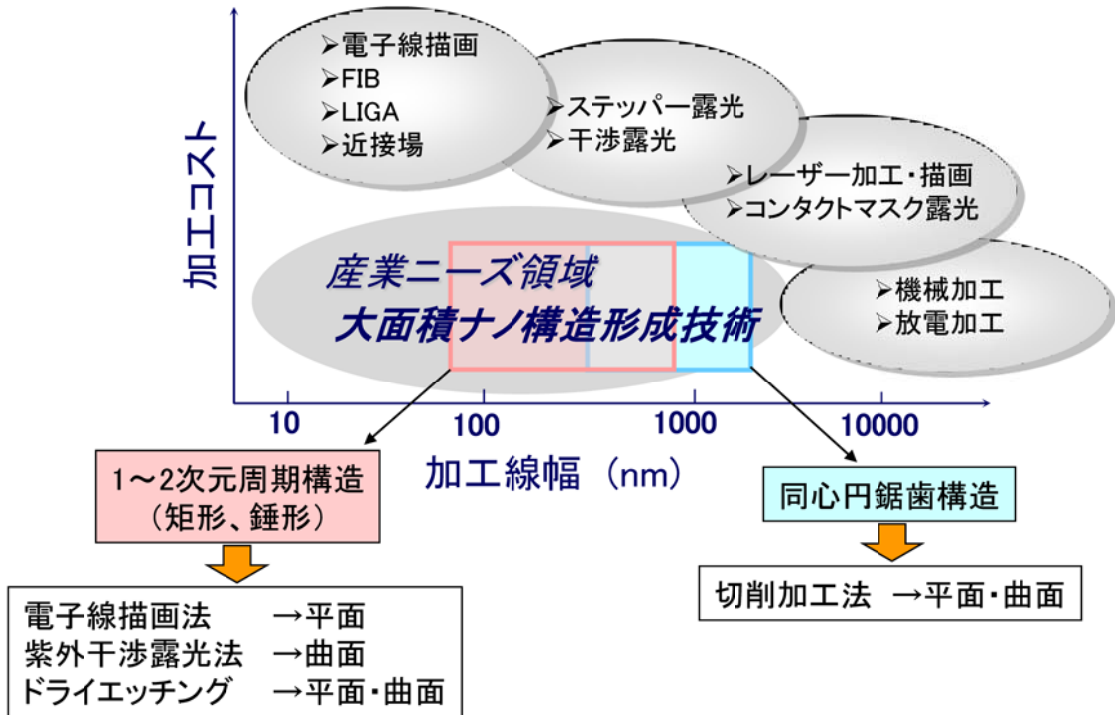 加工コスト
➢電子線描画
➢FIB
➢LIGA
➢近接場
➢ステッパー露光
➢干渉露光
➢レーザー加工・描画
➢コンタクトマスク露光
➢機械加工
➢放電加工
産業ニーズ領域
大面積ナノ構造形成技術
10 100 1000 10000
加工線幅 (nm)
1～2次元周期構造
（矩形、錘形）
電子線描画法 →平面
紫外干渉露光法 →曲面
ドライエッチング →平面・曲面
同心円鋸歯構造
切削加工法 →平面・曲面